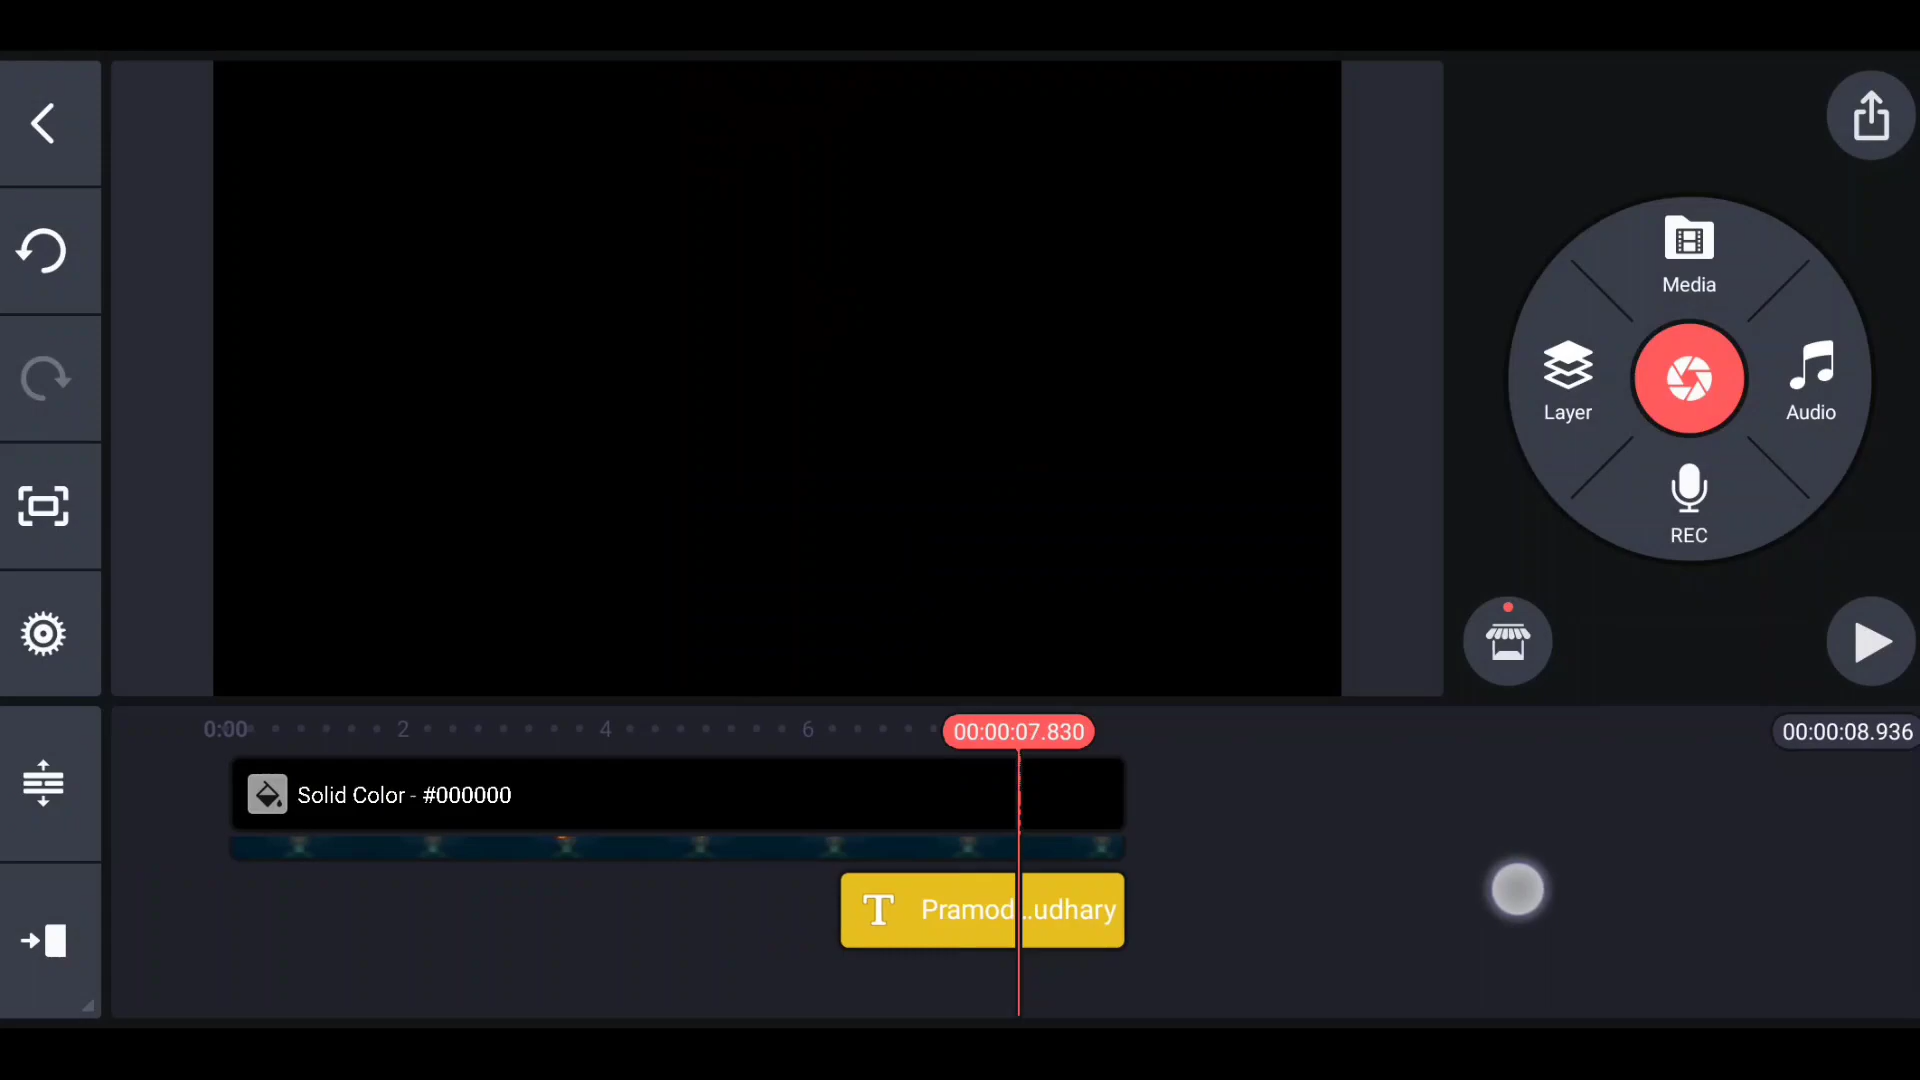 Media
Layer
Audio
REC
0:00
2
4
6
00:00:07.830
00:00:08.936
Solid Color - #000000
T Pramod...udhary